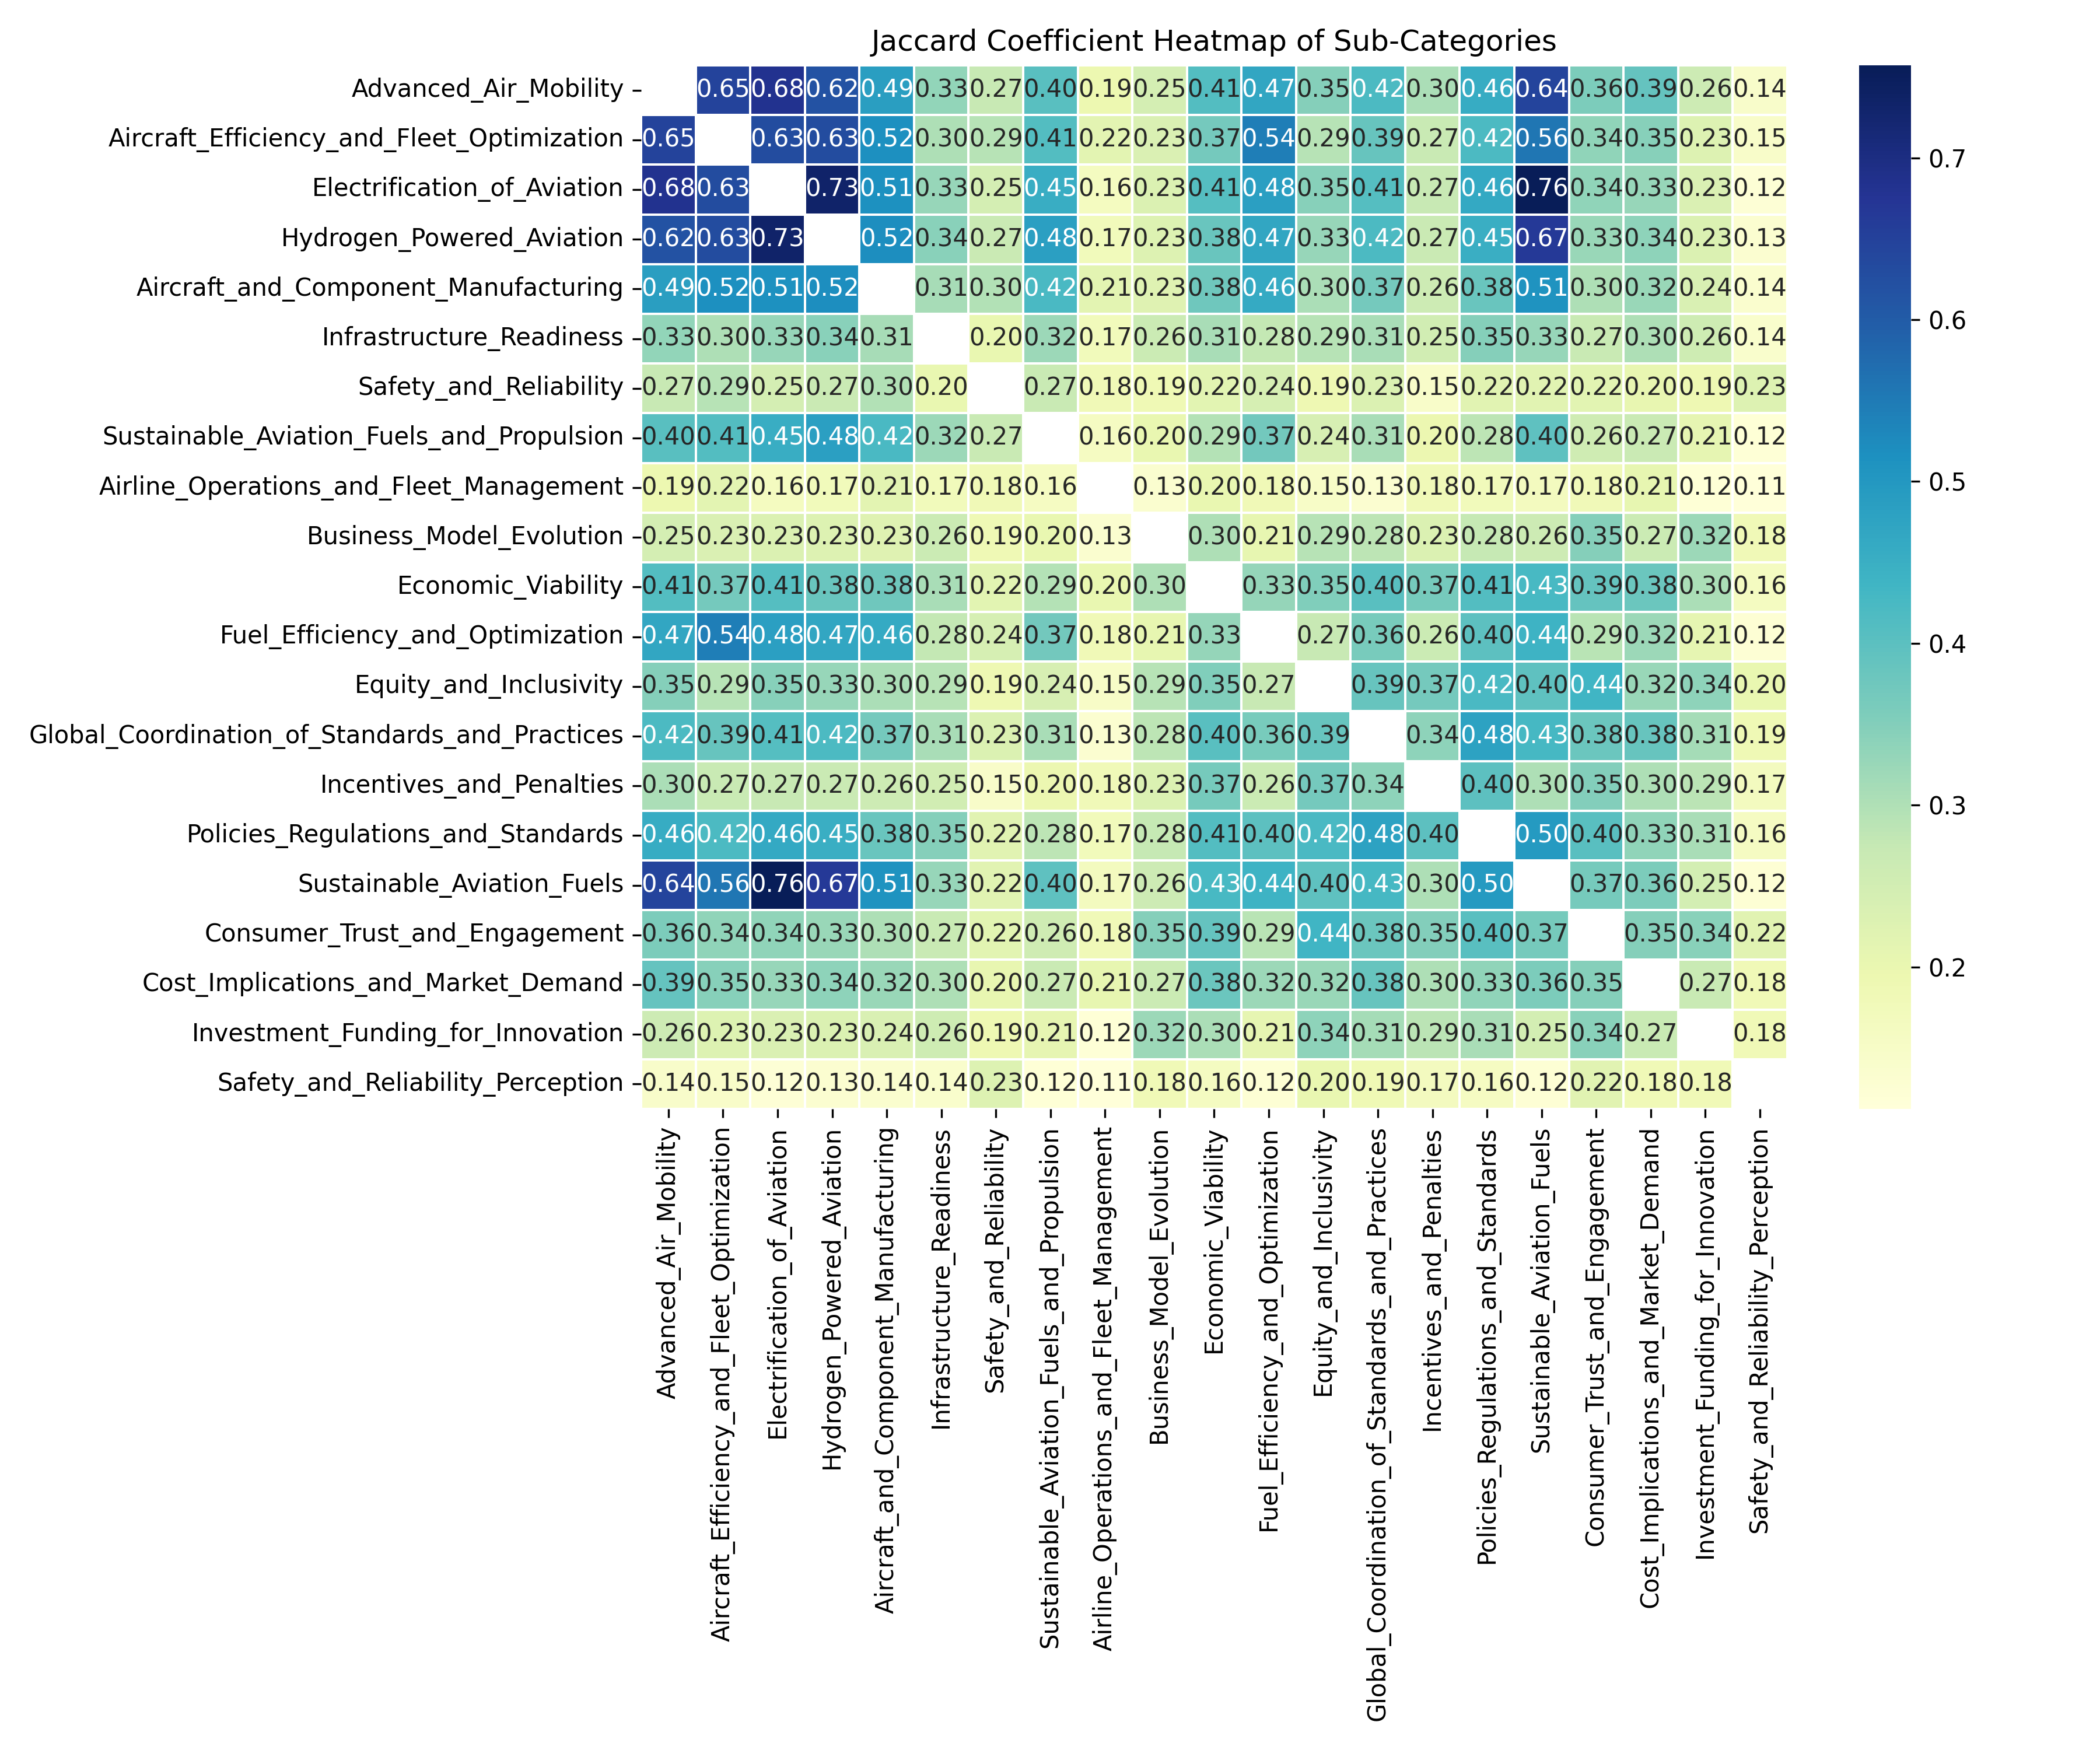 Jaccard Coefficient Heatmap of Sub-Categories
Advanced_Air_Mobility 0.65 0.68 0.62 0.49 0.33 0.27 0.40 0.19 0.25 0.41 0.47 0.35 0.42 0.30 0.46 0.64 0.36 0.39 0.26 0.14
Aircraft_Efficiency_and_Fleet_Optimization 0.65 0.63 0.63 0.52 0.30 0.29 0.41 0.22 0.23 0.37 0.54 0.29 0.39 0.27 0.42 0.56 0.34 0.35 0.23 0.15
Electrification_of_Aviation 0.68 0.63 0.73 0.51 0.33 0.25 0.45 0.16 0.23 0.41 0.48 0.35 0.41 0.27 0.46 0.76 0.34 0.33 0.23 0.12
Hydrogen_Powered_Aviation 0.62 0.63 0.73 0.52 0.34 0.27 0.48 0.17 0.23 0.38 0.47 0.33 0.42 0.27 0.45 0.67 0.33 0.34 0.23 0.13
Aircraft_and_Component_Manufacturing 0.49 0.52 0.51 0.52 0.31 0.30 0.42 0.21 0.23 0.38 0.46 0.30 0.37 0.26 0.38 0.51 0.30 0.32 0.24 0.14
Infrastructure_Readiness 0.33 0.30 0.33 0.34 0.31 0.20 0.32 0.17 0.26 0.31 0.28 0.29 0.31 0.25 0.35 0.33 0.27 0.30 0.26 0.14
Safety_and_Reliability 0.27 0.29 0.25 0.27 0.30 0.20 0.27 0.18 0.19 0.22 0.24 0.19 0.23 0.15 0.22 0.22 0.22 0.20 0.19 0.23
Sustainable_Aviation_Fuels_and_Propulsion 0.40 0.41 0.45 0.48 0.42 0.32 0.27 0.16 0.20 0.29 0.37 0.24 0.31 0.20 0.28 0.40 0.26 0.27 0.21 0.12
Airline_Operations_and_Fleet_Management 0.19 0.22 0.16 0.17 0.21 0.17 0.18 0.16 0.13 0.20 0.18 0.15 0.13 0.18 0.17 0.17 0.18 0.21 0.12 0.11
Business_Model_Evolution 0.25 0.23 0.23 0.23 0.23 0.26 0.19 0.20 0.13 0.30 0.21 0.29 0.28 0.23 0.28 0.26 0.35 0.27 0.32 0.18
Economic_Viability 0.41 0.37 0.41 0.38 0.38 0.31 0.22 0.29 0.20 0.30 0.33 0.35 0.40 0.37 0.41 0.43 0.39 0.38 0.30 0.16
Fuel_Efficiency_and_Optimization 0.47 0.54 0.48 0.47 0.46 0.28 0.24 0.37 0.18 0.21 0.33 0.27 0.36 0.26 0.40 0.44 0.29 0.32 0.21 0.12
Equity_and_Inclusivity 0.35 0.29 0.35 0.33 0.30 0.29 0.19 0.24 0.15 0.29 0.35 0.27 0.39 0.37 0.42 0.40 0.44 0.32 0.34 0.20
Global_Coordination_of_Standards_and_Practices 0.42 0.39 0.41 0.42 0.37 0.31 0.23 0.31 0.13 0.28 0.40 0.36 0.39 0.34 0.48 0.43 0.38 0.38 0.31 0.19
Incentives_and_Penalties 0.30 0.27 0.27 0.27 0.26 0.25 0.15 0.20 0.18 0.23 0.37 0.26 0.37 0.34 0.40 0.30 0.35 0.30 0.29 0.17
Policies_Regulations_and_Standards 0.46 0.42 0.46 0.45 0.38 0.35 0.22 0.28 0.17 0.28 0.41 0.40 0.42 0.48 0.40 0.50 0.40 0.33 0.31 0.16
Sustainable_Aviation_Fuels 0.64 0.56 0.76 0.67 0.51 0.33 0.22 0.40 0.17 0.26 0.43 0.44 0.40 0.43 0.30 0.50 0.37 0.36 0.25 0.12
Consumer_Trust_and_Engagement 0.36 0.34 0.34 0.33 0.30 0.27 0.22 0.26 0.18 0.35 0.39 0.29 0.44 0.38 0.35 0.40 0.37 0.35 0.34 0.22
Cost_Implications_and_Market_Demand 0.39 0.35 0.33 0.34 0.32 0.30 0.20 0.27 0.21 0.27 0.38 0.32 0.32 0.38 0.30 0.33 0.36 0.35 0.27 0.18
Investment_Funding_for_Innovation 0.26 0.23 0.23 0.23 0.24 0.26 0.19 0.21 0.12 0.32 0.30 0.21 0.34 0.31 0.29 0.31 0.25 0.34 0.27 0.18
Safety_and_Reliability_Perception 0.14 0.15 0.12 0.13 0.14 0.14 0.23 0.12 0.11 0.18 0.16 0.12 0.20 0.19 0.17 0.16 0.12 0.22 0.18 0.18
Advanced_Air_Mobility
Aircraft_Efficiency_and_Fleet_Optimization
Electrification_of_Aviation
Hydrogen_Powered_Aviation
Aircraft_and_Component_Manufacturing
Infrastructure_Readiness
Safety_and_Reliability
Sustainable_Aviation_Fuels_and_Propulsion
Airline_Operations_and_Fleet_Management
Business_Model_Evolution
Economic_Viability
Fuel_Efficiency_and_Optimization
Equity_and_Inclusivity
Global_Coordination_of_Standards_and_Practices
Incentives_and_Penalties
Policies_Regulations_and_Standards
Sustainable_Aviation_Fuels
Consumer_Trust_and_Engagement
Cost_Implications_and_Market_Demand
Investment_Funding_for_Innovation
Safety_and_Reliability_Perception
0.7
0.6
0.5
0.4
0.3
0.2